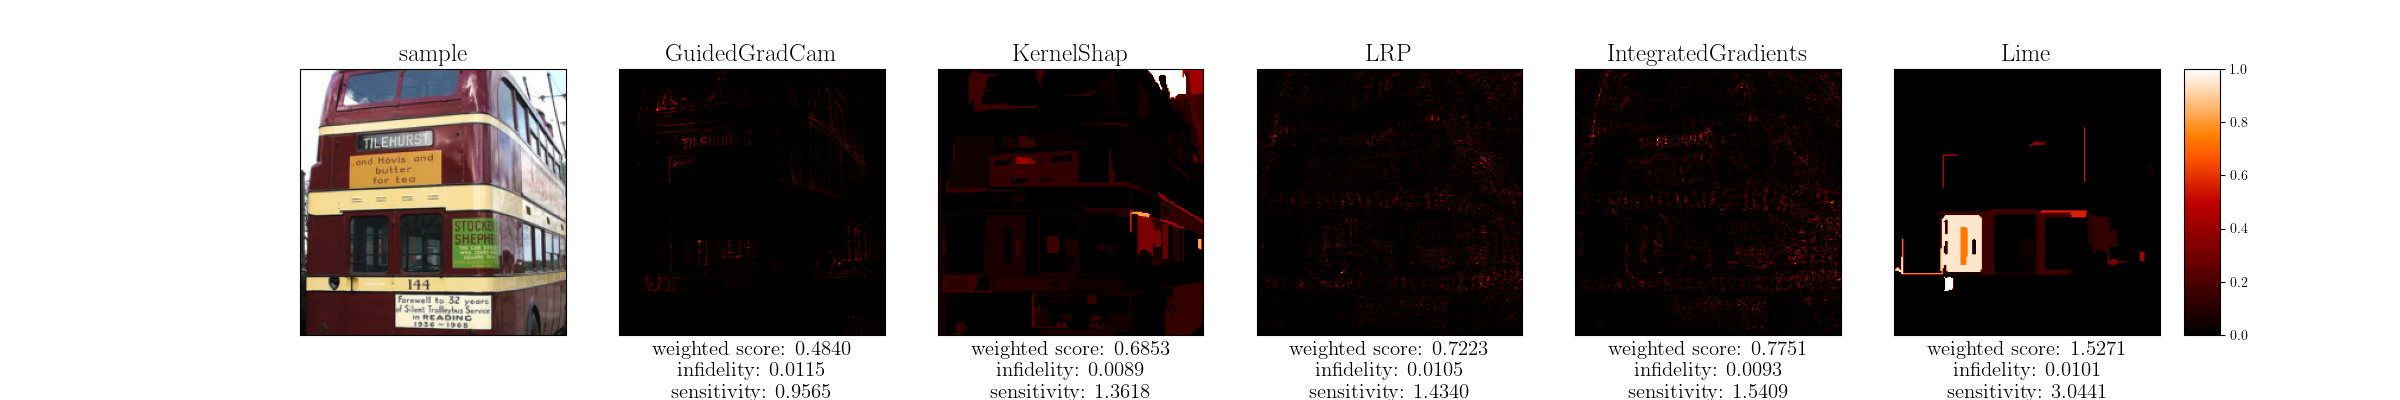 sample
GuidedGradCam
KernelShap
LRP
IntegratedGradients
Lime
TILEHURST
and Hovis and
butter
for tea
STOCKE
SHEPHE
144
Farewell to 32 years
of Silent Trolleybus Service
in READING
1936 - 1968
TILEHURST
1.0
0.8
0.6
0.4
0.2
0.0
weighted score: 0.4840
infidelity: 0.0115
sensitivity: 0.9565
weighted score: 0.6853
infidelity: 0.0089
sensitivity: 1.3618
weighted score: 0.7223
infidelity: 0.0105
sensitivity: 1.4340
weighted score: 0.7751
infidelity: 0.0093
sensitivity: 1.5409
weighted score: 1.5271
infidelity: 0.0101
sensitivity: 3.0441